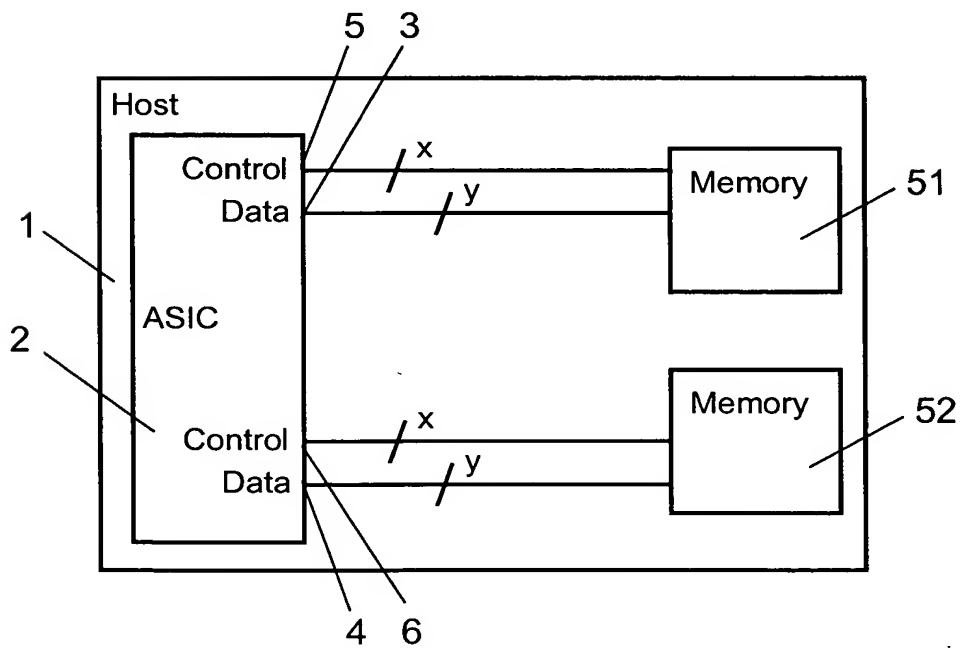 5 3
Host
x
Control
Memory
51
y
Data
1
ASIC
2
Memory
52
x
Control
y
Data
4 6